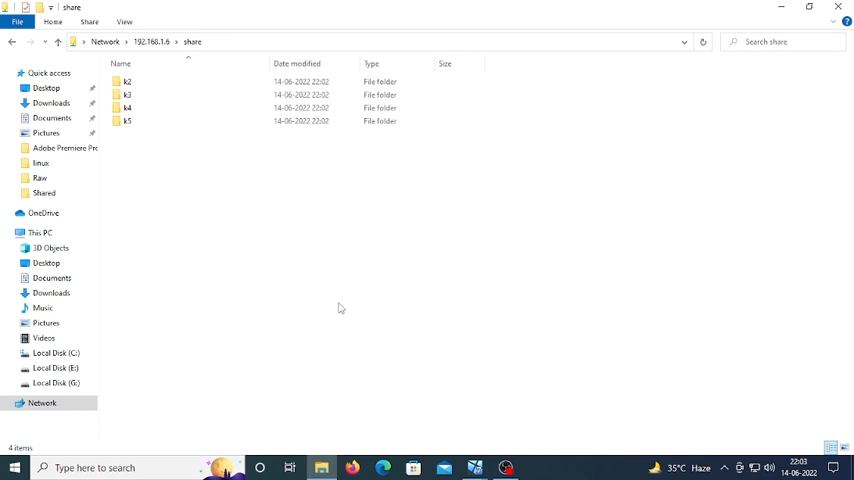 share
File Home Share View
Network > 192.168.1.6 > share
Search share
Name Date modified Type Size
k2 14-06-2022 22:02 File folder
k3 14-06-2022 22:02 File folder
k4 14-06-2022 22:02 File folder
k5 14-06-2022 22:02 File folder
Quick access
Desktop
Downloads
Documents
Pictures
Adobe Premiere Pro
linux
Raw
Shared
OneDrive
This PC
3D Objects
Desktop
Documents
Downloads
Music
Pictures
Videos
Local Disk (C:)
Local Disk (E:)
Local Disk (G:)
Network
4 items
Type here to search
35°C Haze
22:03
14-06-2022